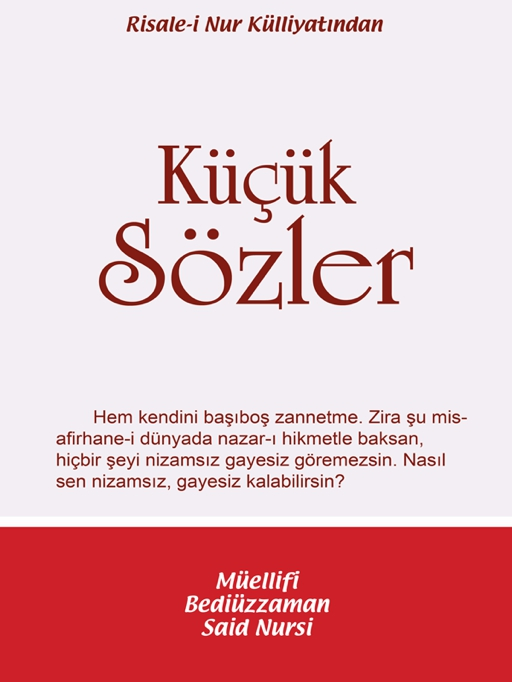 Risale-i Nur Külliyatından
Küçük
Sözler
Hem kendini başıboş zannetme. Zira şu mis-
afirhane-i dünyada nazar-ı hikmetle baksan,
hiçbir şeyi nizamsız gayesiz göremezsin. Nasıl
sen nizamsız, gayesiz kalabilirsin?
Müellifi
Bediüzzaman
Said Nursi